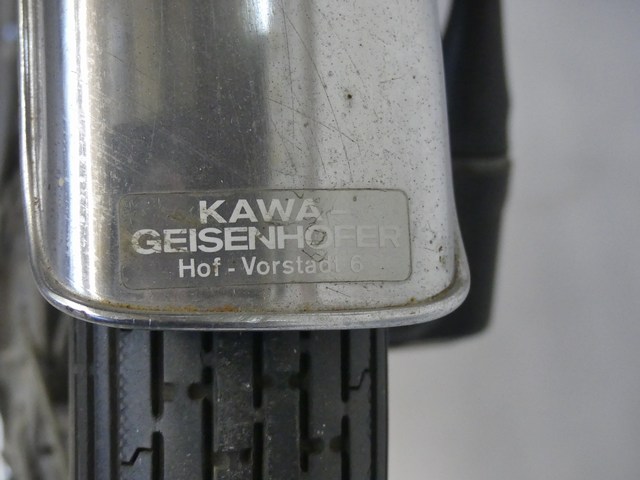 KAWA-
GEISENHOFER
Hof - Vorstadt 6